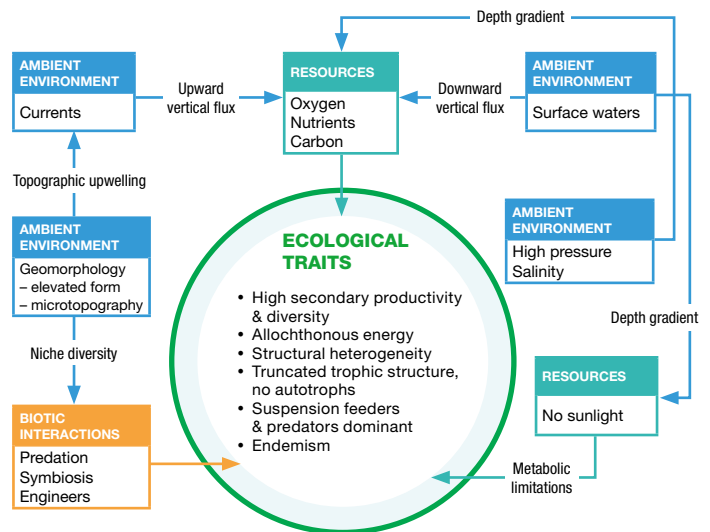 Depth gradient
AMBIENT
ENVIRONMENT
Currents
Upward
vertical flux
RESOURCES
Oxygen
Nutrients
Carbon
Downward
vertical flux
AMBIENT
ENVIRONMENT
Surface waters
Topographic upwelling
AMBIENT
ENVIRONMENT
Geomorphology
– elevated form
– microtopography
AMBIENT
ENVIRONMENT
High pressure
Salinity
ECOLOGICAL
TRAITS
• High secondary productivity
& diversity
• Allochthonous energy
• Structural heterogeneity
• Truncated trophic structure,
no autotrophs
• Suspension feeders
& predators dominant
• Endemism
Depth gradient
Niche diversity
RESOURCES
No sunlight
BIOTIC
INTERACTIONS
Predation
Symbiosis
Engineers
Metabolic
limitations